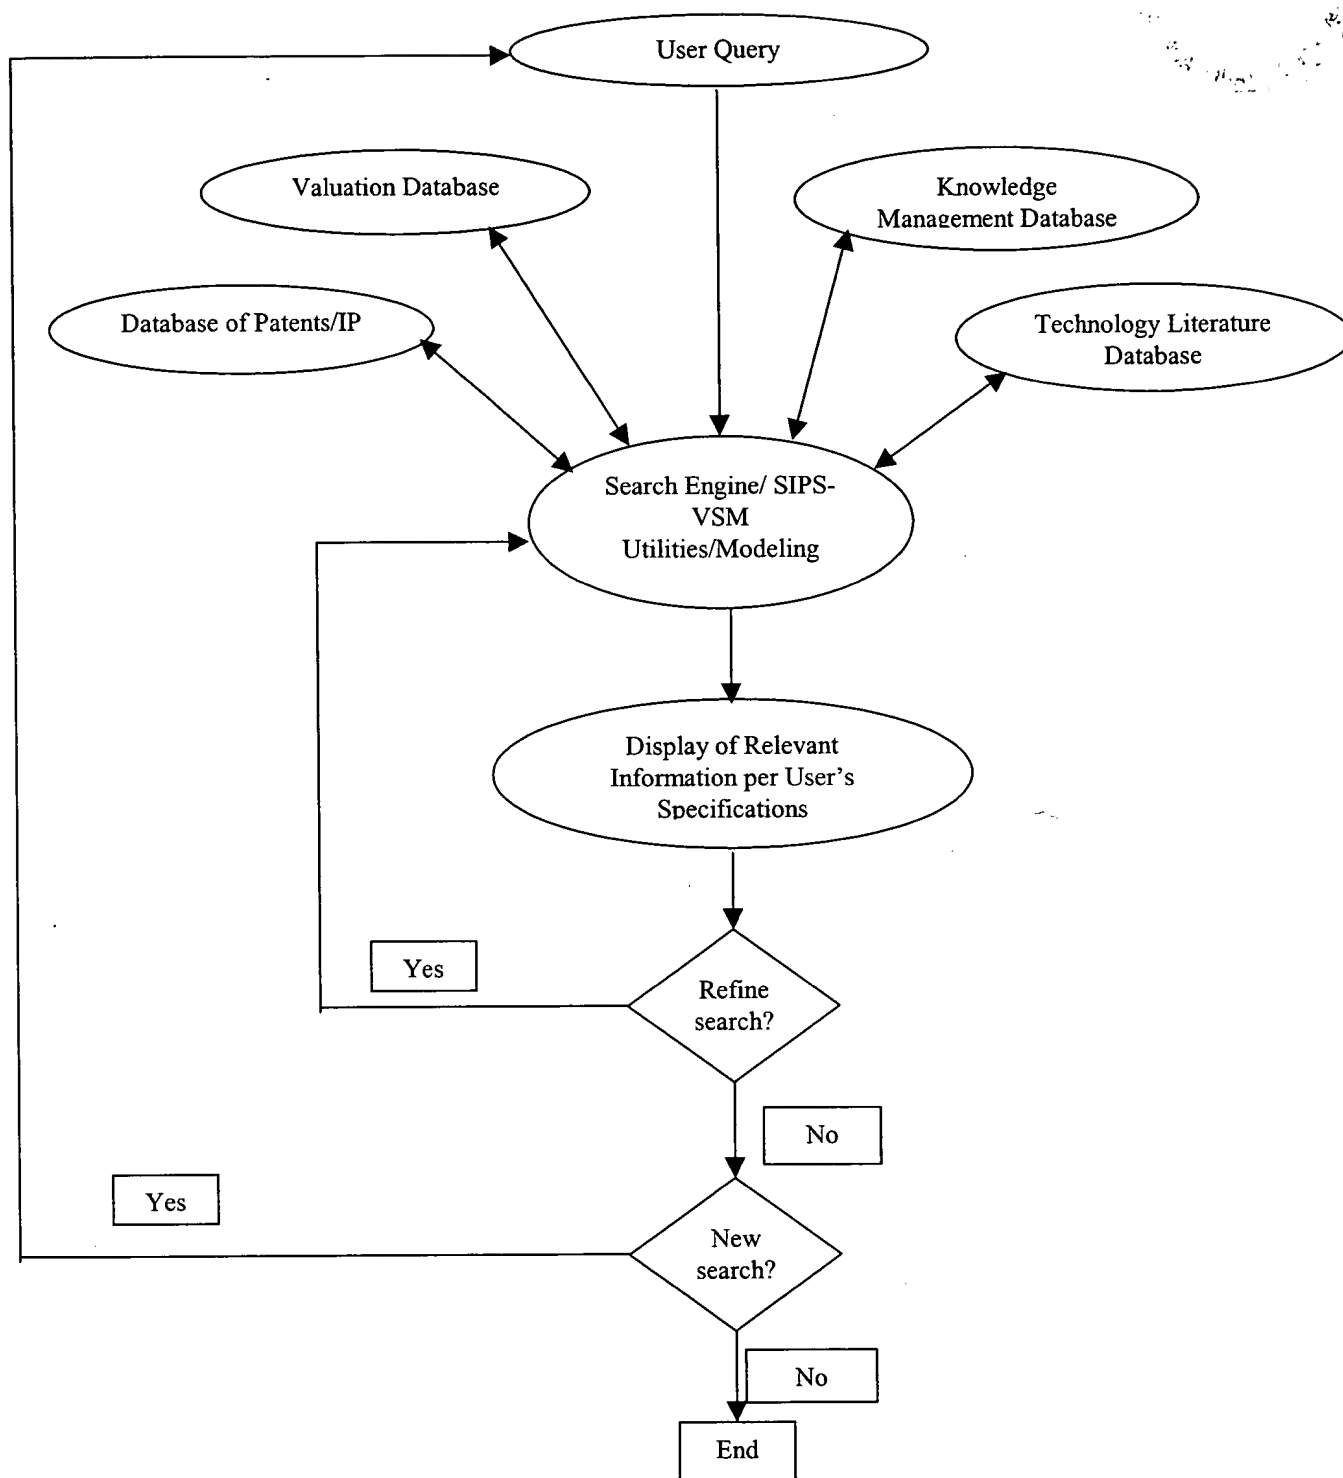 User Query
Valuation Database
Knowledge
Management Database
Database of Patents/IP
Technology Literature
Database
Search Engine/ SIPS-
VSM
Utilities/Modeling
Display of Relevant
Information per User's
Specifications
Yes
Refine
search?
No
Yes
New
search?
No
End